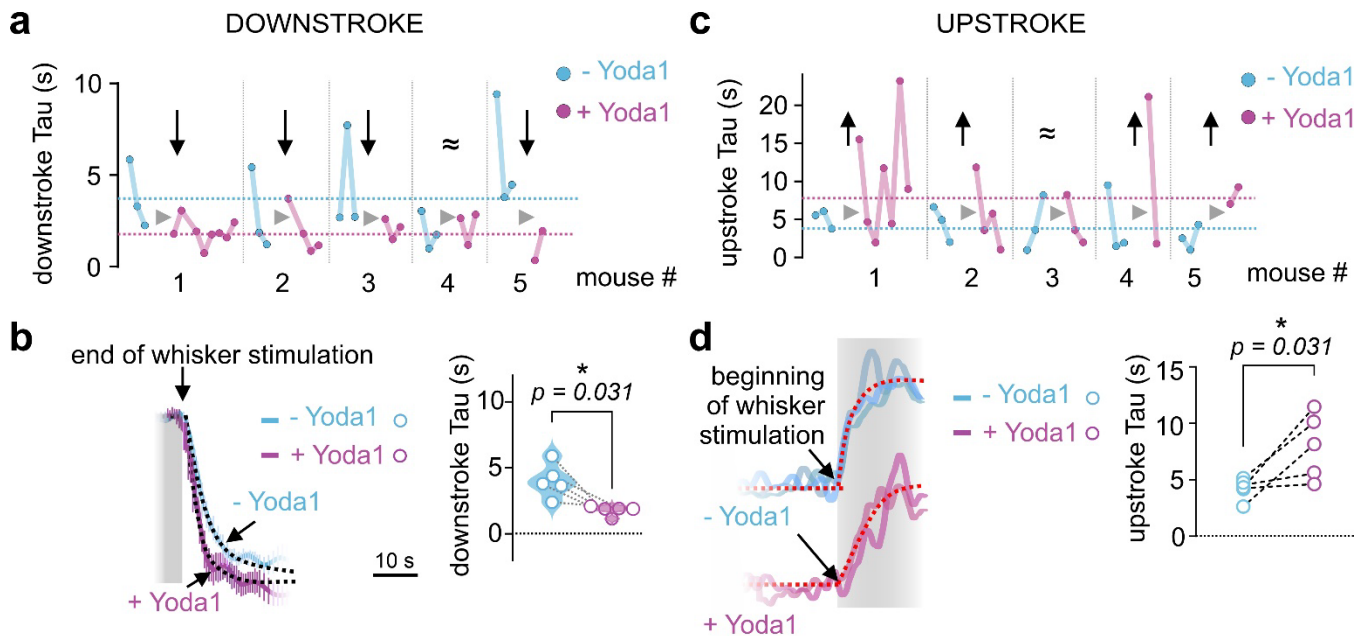 a DOWNSTROKE
downstroke Tau (s)
10
5
0
- Yoda1
+ Yoda1
≈
1 2 3 4 5 mouse #
b
end of whisker stimulation
- Yoda1
+ Yoda1
- Yoda1
+ Yoda1
10 s
downstroke Tau (s)
10
5
0
*
p = 0.031
c UPSTROKE
upstroke Tau (s)
20
15
10
5
0
- Yoda1
+ Yoda1
≈
1 2 3 4 5 mouse #
d
beginning
of whisker
stimulation
- Yoda1
+ Yoda1
- Yoda1
+ Yoda1
upstroke Tau (s)
15
10
5
0
*
p = 0.031